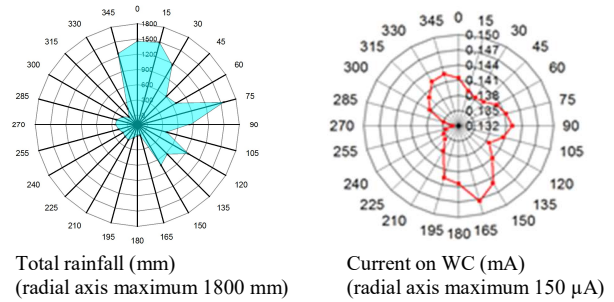 0
345 15
330 1800 30
315 1500 45
300 1200 60
900
285 600 75
300
270 90
255 105
240 120
225 135
210 150
195 165
180
Total rainfall (mm)
(radial axis maximum 1800 mm)
0
345 15
330 30
0.150
315 0.147 45
0.144
300 0.141 60
285 0.138 75
0.135
270 0.132 90
255 105
240 120
225 135
210 150
195 180 165
Current on WC (mA)
(radial axis maximum 150 µA)